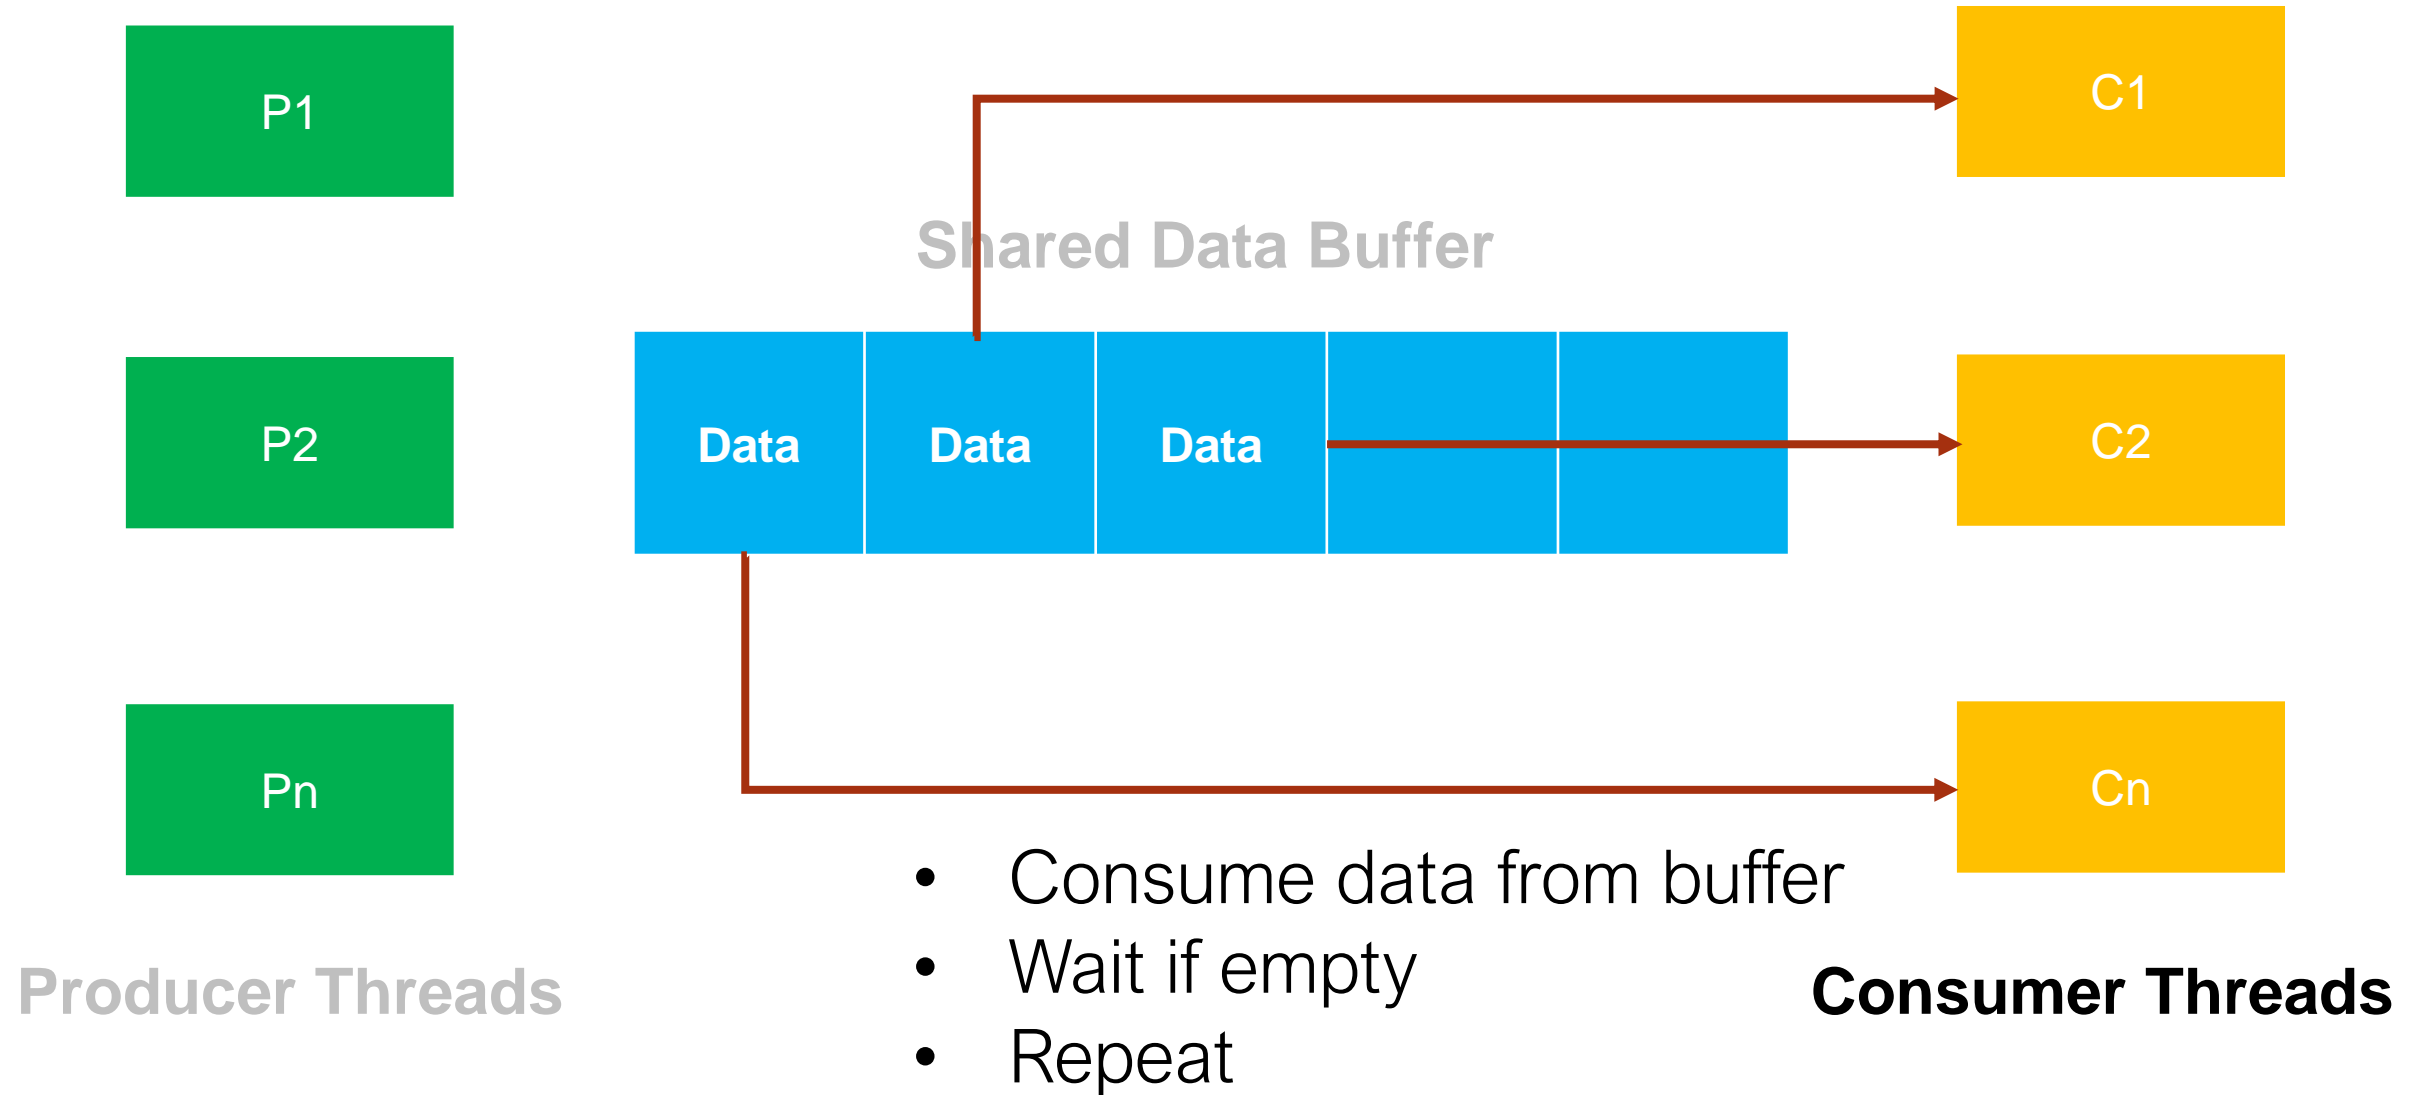 P1
C1
Shared Data Buffer
P2
Data
Data
Data
C2
Pn
Cn
• Consume data from buffer
• Wait if empty
• Repeat
Producer Threads
Consumer Threads